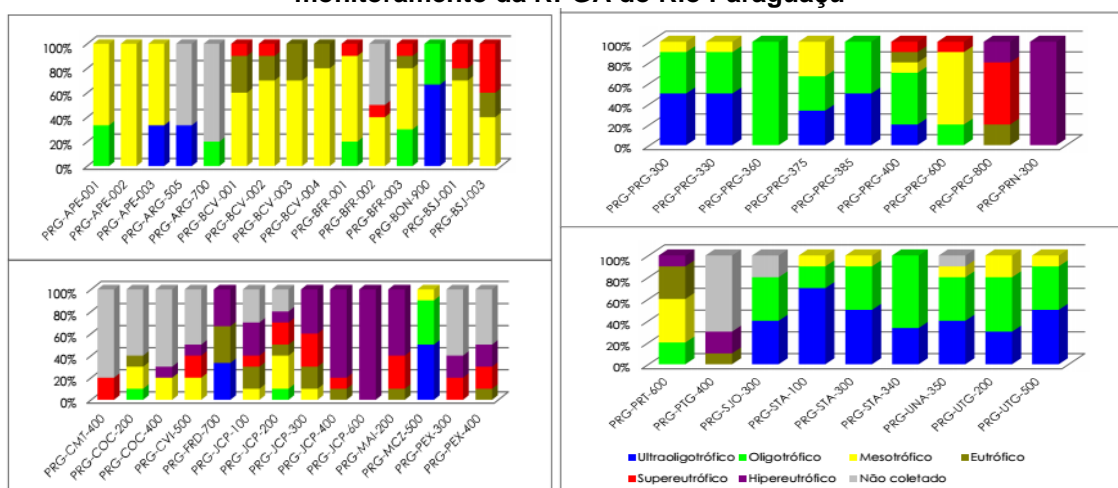 monitoramento da RPGA do Rio Paraguaçu
100%
80%
60%
40%
20%
0%
PRG-APE-001
PRG-APE-002
PRG-APE-003
PRG-ARG-505
PRG-ARG-700
PRG-BCV-001
PRG-BCV-002
PRG-BCV-003
PRG-BCV-004
PRG-BFR-001
PRG-BFR-002
PRG-BFR-003
PRG-BON-900
PRG-BSJ-001
PRG-BSJ-003
100%
80%
60%
40%
20%
0%
PRG-PRG-300
PRG-PRG-330
PRG-PRG-360
PRG-PRG-375
PRG-PRG-385
PRG-PRG-400
PRG-PRG-600
PRG-PRG-800
PRG-PRN-300
100%
80%
60%
40%
20%
0%
PRG-CMT-400
PRG-COC-200
PRG-COC-400
PRG-CVI-500
PRG-FRD-700
PRG-JCP-100
PRG-JCP-200
PRG-JCP-300
PRG-JCP-400
PRG-JCP-600
PRG-MAI-200
PRG-MCZ-500
PRG-PEX-300
PRG-PEX-400
100%
80%
60%
40%
20%
0%
PRG-PRT-600
PRG-PTG-400
PRG-SJO-300
PRG-STA-100
PRG-STA-300
PRG-STA-340
PRG-UNA-350
PRG-UTG-200
PRG-UTG-500
Ultraoligotrófico Oligotrófico Mesotrófico Eutrófico
Supereutrófico Hipereutrófico Não coletado